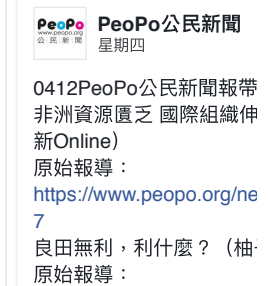 PeoPo
www.peopo.org
公民新聞
PeoPo公民新聞
星期四
0412PeoPo公民新聞報帶
非洲資源匱乏 國際組織伸
新Online）
原始報導：
https://www.peopo.org/ne
7
良田無利，利什麼？（柚
原始報導：